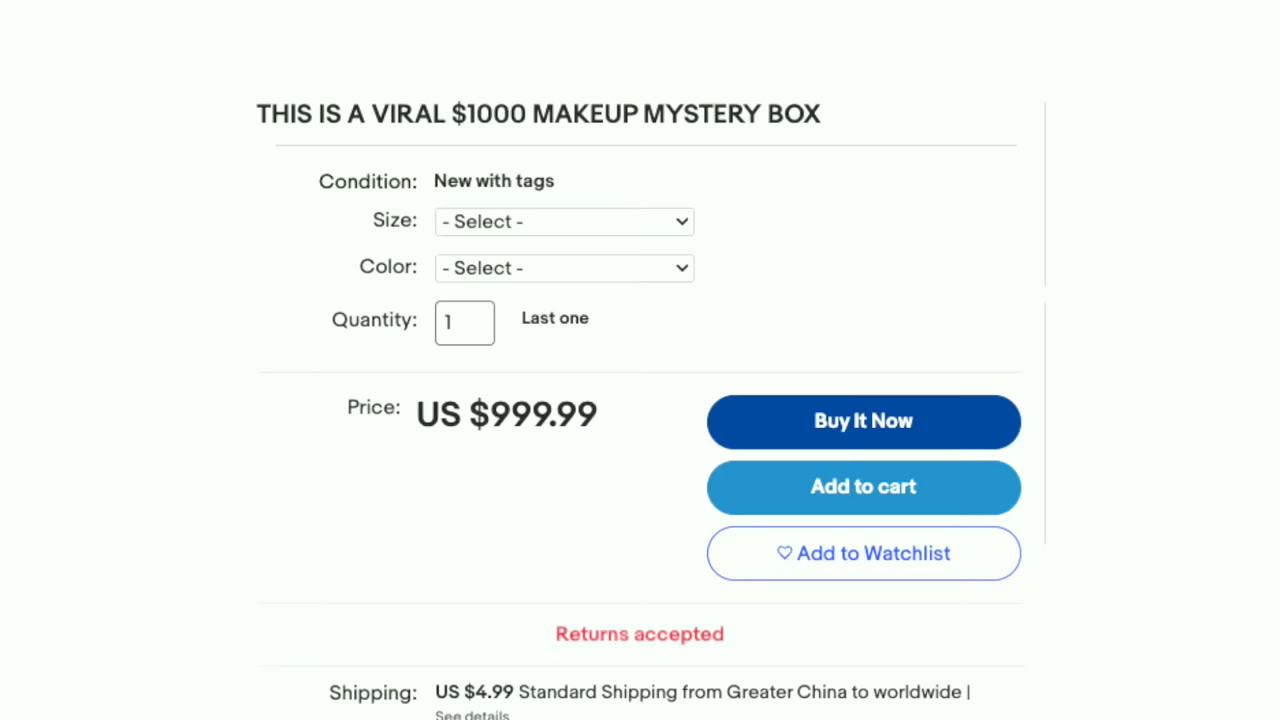 THIS IS A VIRAL $1000 MAKEUP MYSTERY BOX
Condition: New with tags
Size: - Select -
Color: - Select -
Quantity: 1 Last one
Price: US $999.99
Buy It Now
Add to cart
Add to Watchlist
Returns accepted
Shipping: US $4.99 Standard Shipping from Greater China to worldwide |
See details